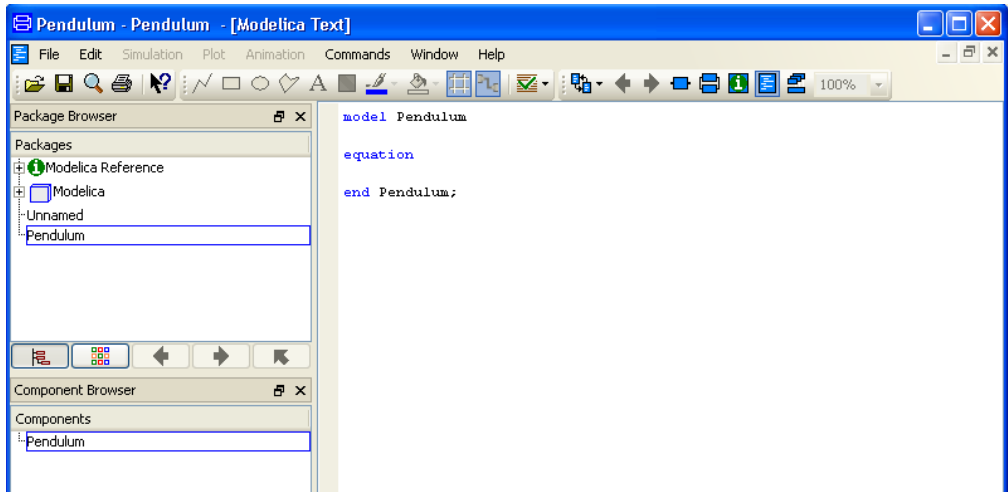 Pendulum - Pendulum - [Modelica Text]
File Edit Simulation Plot Animation Commands Window Help
A 100%
Package Browser
Packages
Modelica Reference
Modelica
Unnamed
Pendulum
Component Browser
Components
Pendulum
model Pendulum
equation
end Pendulum;